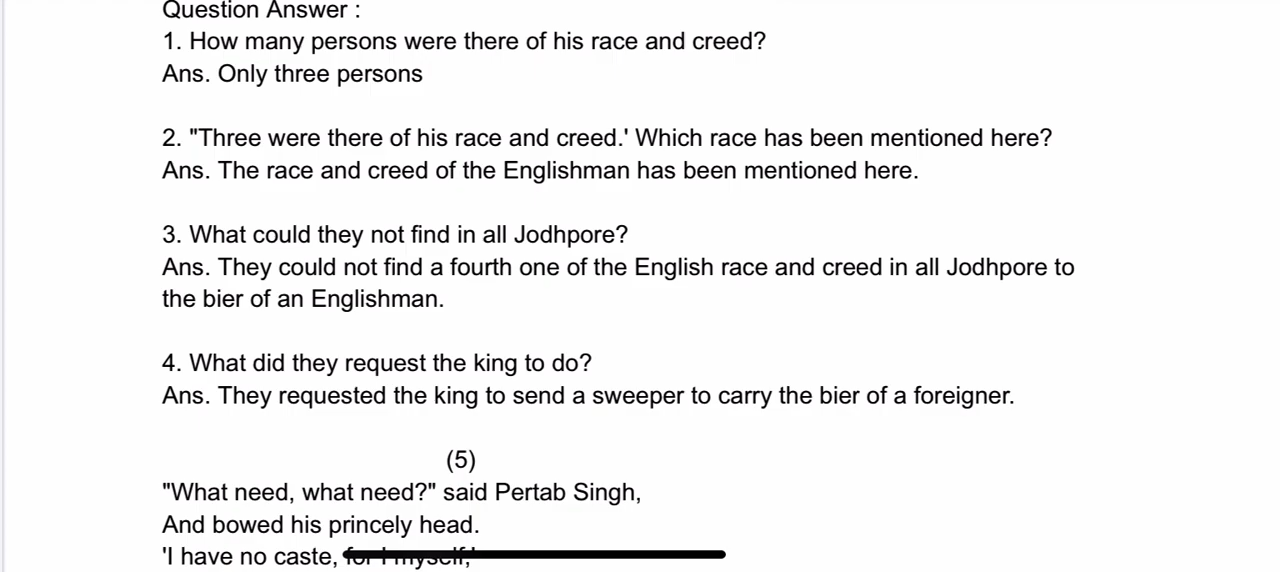 Question Answer :
1. How many persons were there of his race and creed?
Ans. Only three persons
2. "Three were there of his race and creed.' Which race has been mentioned here?
Ans. The race and creed of the Englishman has been mentioned here.
3. What could they not find in all Jodhpore?
Ans. They could not find a fourth one of the English race and creed in all Jodhpore to
the bier of an Englishman.
4. What did they request the king to do?
Ans. They requested the king to send a sweeper to carry the bier of a foreigner.
(5)
"What need, what need?" said Pertab Singh,
And bowed his princely head.
'I have no caste, for I myself,'